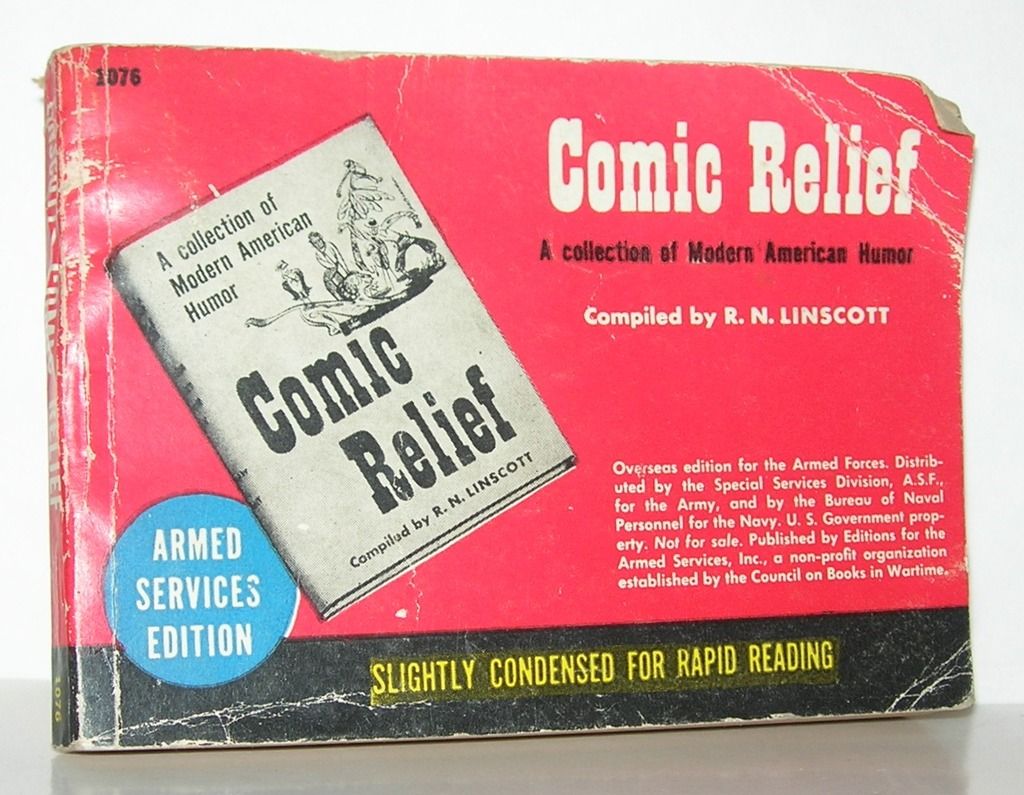 1076
Comic Relief
A collection of Modern American Humor
Compiled by R. N. LINSCOTT
A collection of
Modern American
Humor
Comic
Relief
Compiled by R. N. LINSCOTT
Overseas edition for the Armed Forces. Distrib-
uted by the Special Services Division, A.S.F.,
for the Army, and by the Bureau of Naval
Personnel for the Navy. U. S. Government prop-
erty. Not for sale. Published by Editions for the
Armed Services, Inc., a non-profit organization
established by the Council on Books in Wartime.
ARMED
SERVICES
EDITION
SLIGHTLY CONDENSED FOR RAPID READING
COMIC RELIEF
1076